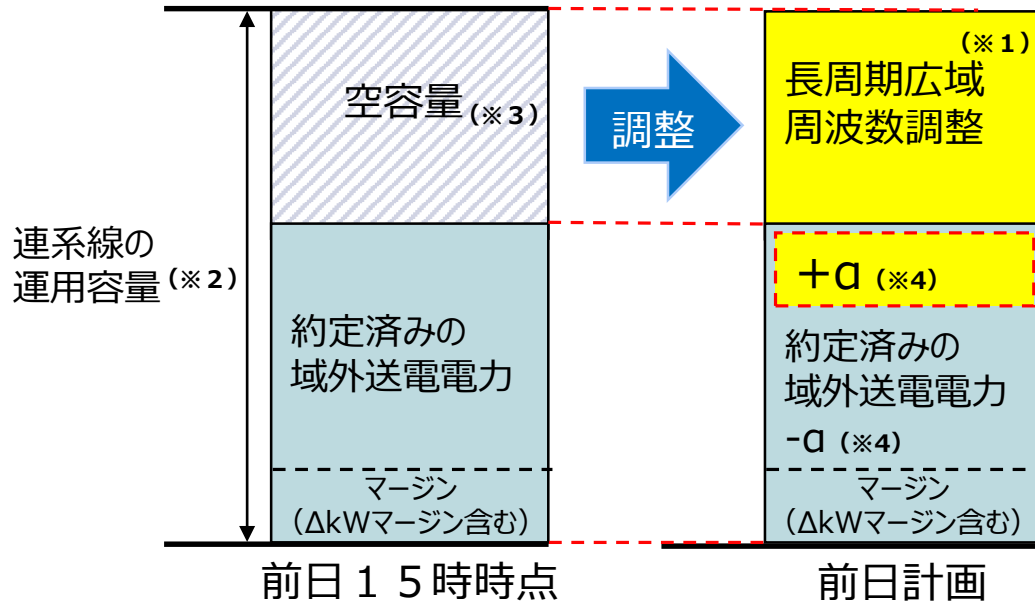 連系線の
運用容量(※2)
空容量(※3)
約定済みの
域外送電電力
マージン
(ΔkWマージン含む)
前日15時時点
調整
(※1)
長周期広域
周波数調整
+α(※4)
約定済みの
域外送電電力
-α(※4)
マージン
(ΔkWマージン含む)
前日計画